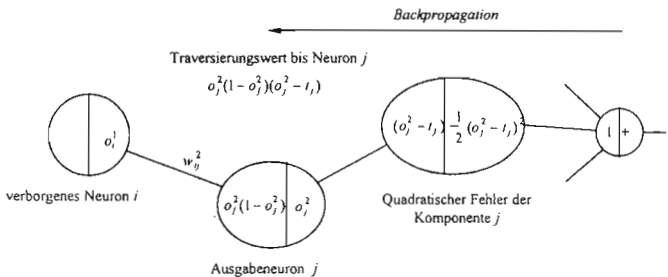 Backpropagation
Traversierungswert bis Neuron j
o_j^2(1 − o_j^2)(o_j^2 − t_j)
o_i^1
w_ij^2
(o_j^2 − t_j) 1/2 (o_j^2 − t_j)^2
1 +
verborgenes Neuron i
o_j^2(1 − o_j^2) o_j^2
Quadratischer Fehler der
Komponente j
Ausgabeneuron j